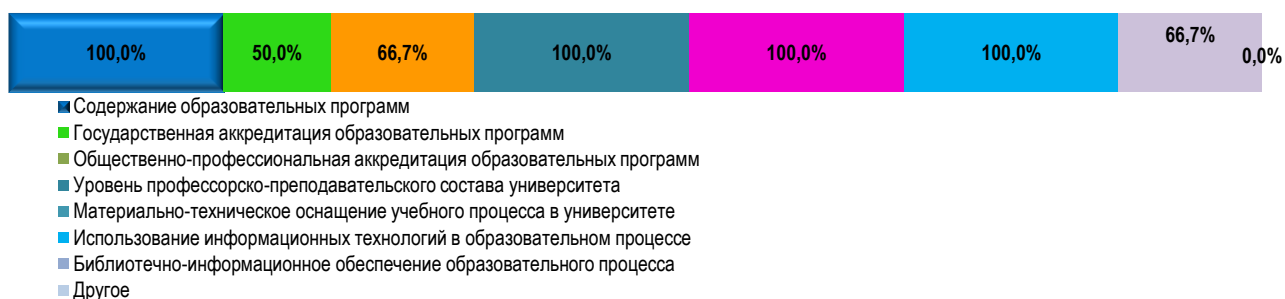 100,0% 50,0% 66,7% 100,0% 100,0% 100,0% 66,7% 0,0%
Содержание образовательных программ
Государственная аккредитация образовательных программ
Общественно-профессиональная аккредитация образовательных программ
Уровень профессорско-преподавательского состава университета
Материально-техническое оснащение учебного процесса в университете
Использование информационных технологий в образовательном процессе
Библиотечно-информационное обеспечение образовательного процесса
Другое